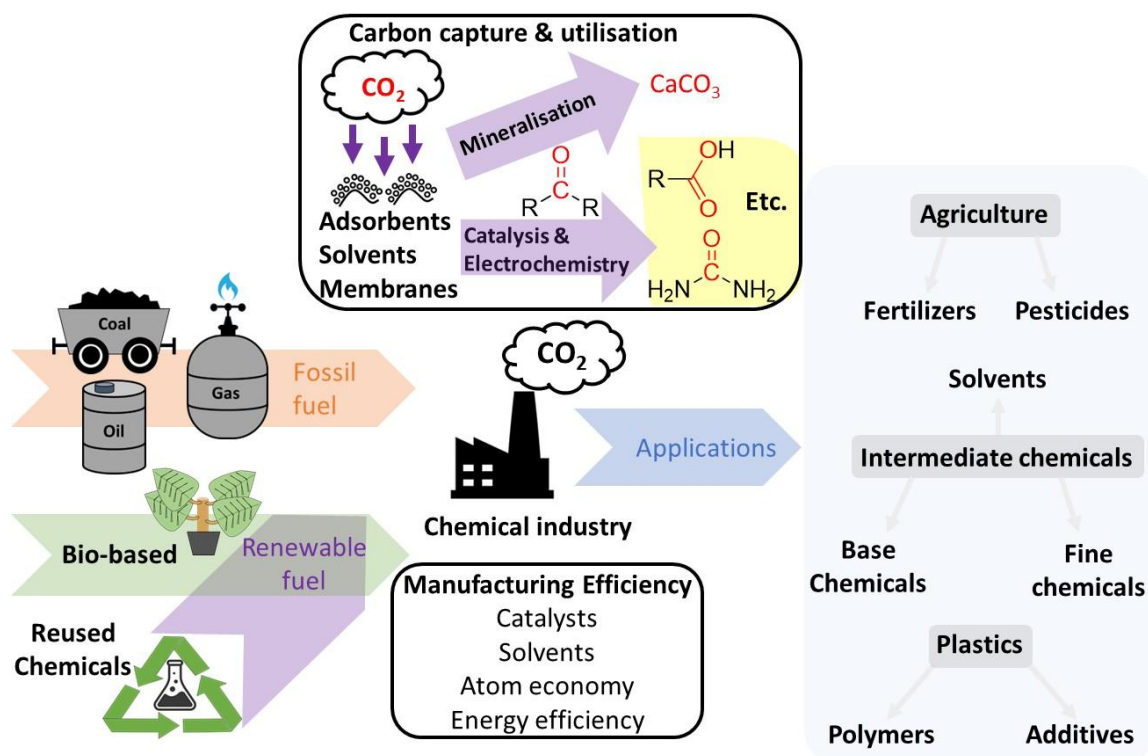 Carbon capture & utilisation
CO₂
Mineralisation
CaCO₃
Adsorbents
Solvents
Membranes
O
R R
Catalysis &
Electrochemistry
OH
R
O
Etc.
O
H₂N NH₂
Coal
Oil
Gas
Fossil
fuel
CO₂
Chemical industry
Applications
Bio-based
Renewable
fuel
Reused
Chemicals
Manufacturing Efficiency
Catalysts
Solvents
Atom economy
Energy efficiency
Agriculture
Fertilizers Pesticides
Solvents
Intermediate chemicals
Base
Chemicals
Fine
chemicals
Plastics
Polymers Additives